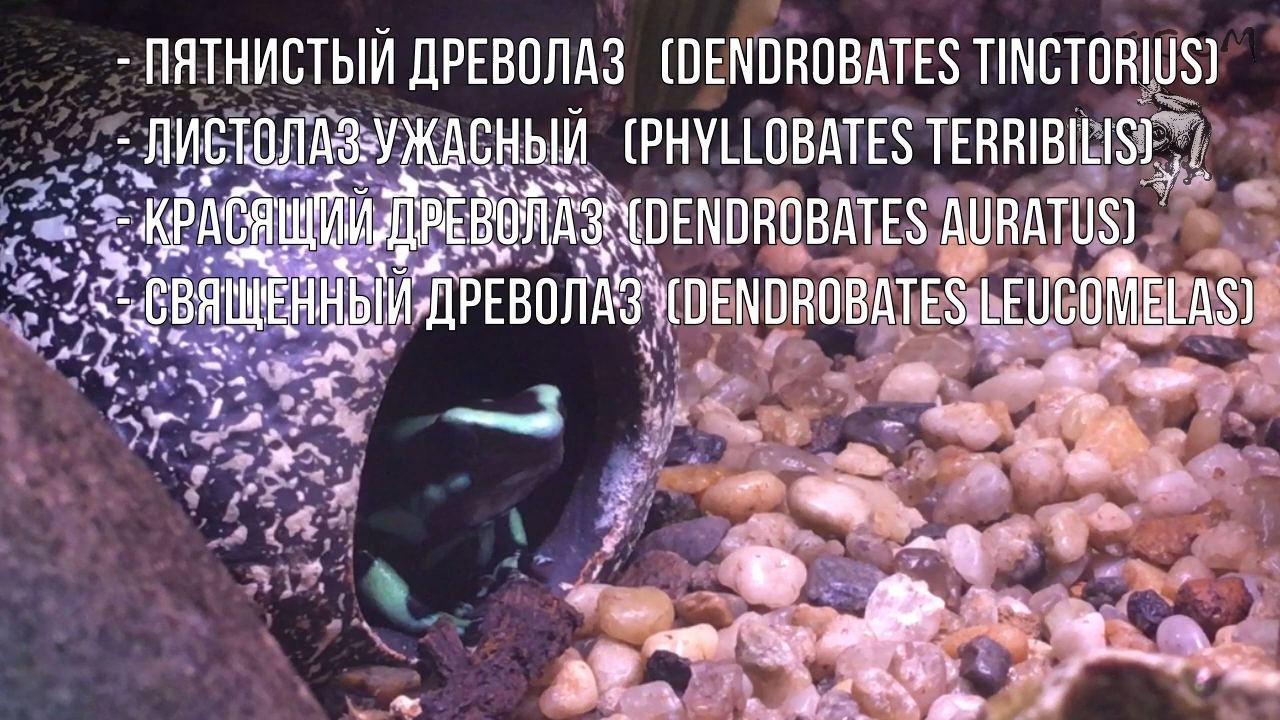 - ПЯТНИСТЫЙ ДРЕВОЛАЗ (DENDROBATES TINCTORIUS)
- ЛИСТОЛАЗ УЖАСНЫЙ (PHYLLOBATES TERRIBILIS)
- КРАСЯЩИЙ ДРЕВОЛАЗ (DENDROBATES AURATUS)
- СВЯЩЕННЫЙ ДРЕВОЛАЗ (DENDROBATES LEUCOMELAS)